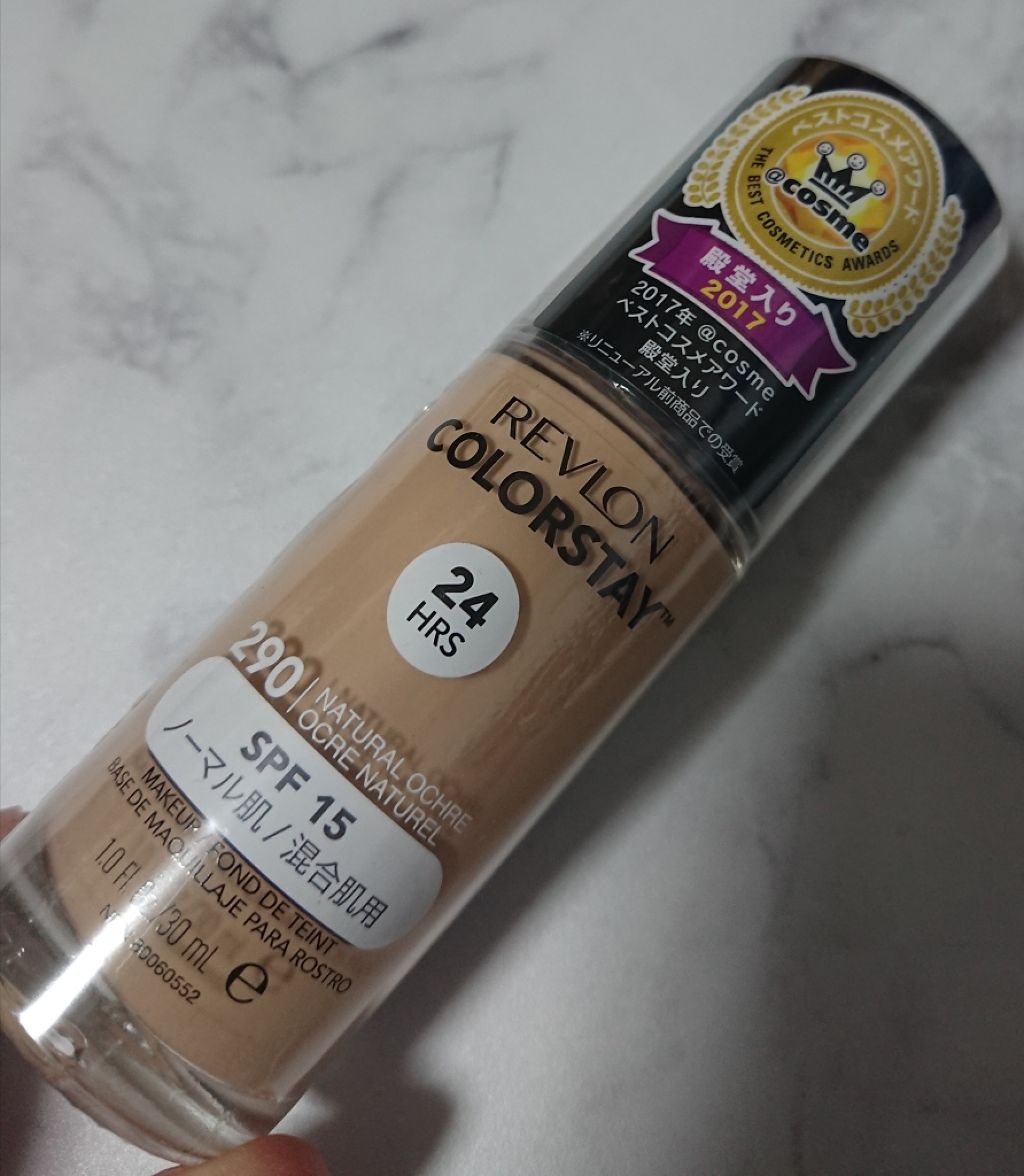 ベストコスメアワード
@cosme
THE BEST COSMETICS AWARDS
殿堂入り
2017
2017年 @cosme
ベストコスメアワード
殿堂入り
※リニューアル前商品での受賞
REVLON
COLORSTAY™
24
HRS
290 | NATURAL OCHRE
OCRE NATUREL
SPF 15
ノーマル肌 / 混合肌用
MAKEUP / FOND DE TEINT
BASE DE MAQUILLAJE PARA ROSTRO
1.0 Fl. oz/30 mL e